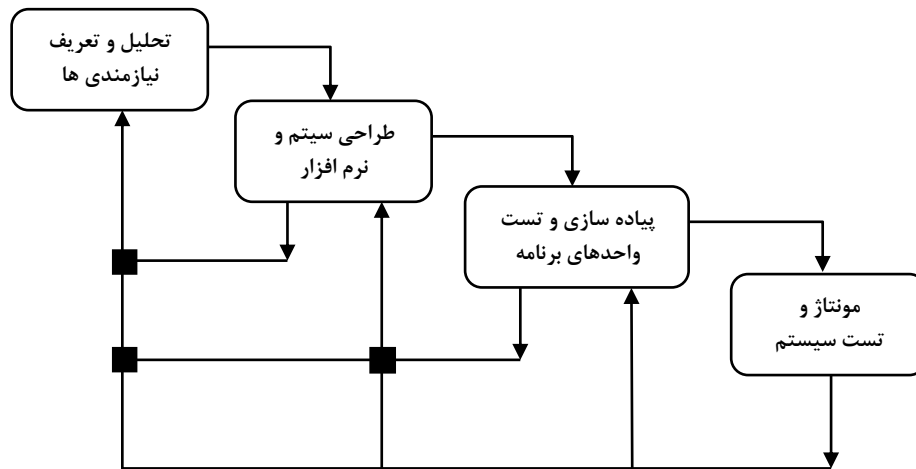 تحلیل و تعریف
نیازمندی ها
طراحی سیتم و
نرم افزار
پیاده سازی و تست
واحدهای برنامه
مونتاژ و
تست سیستم